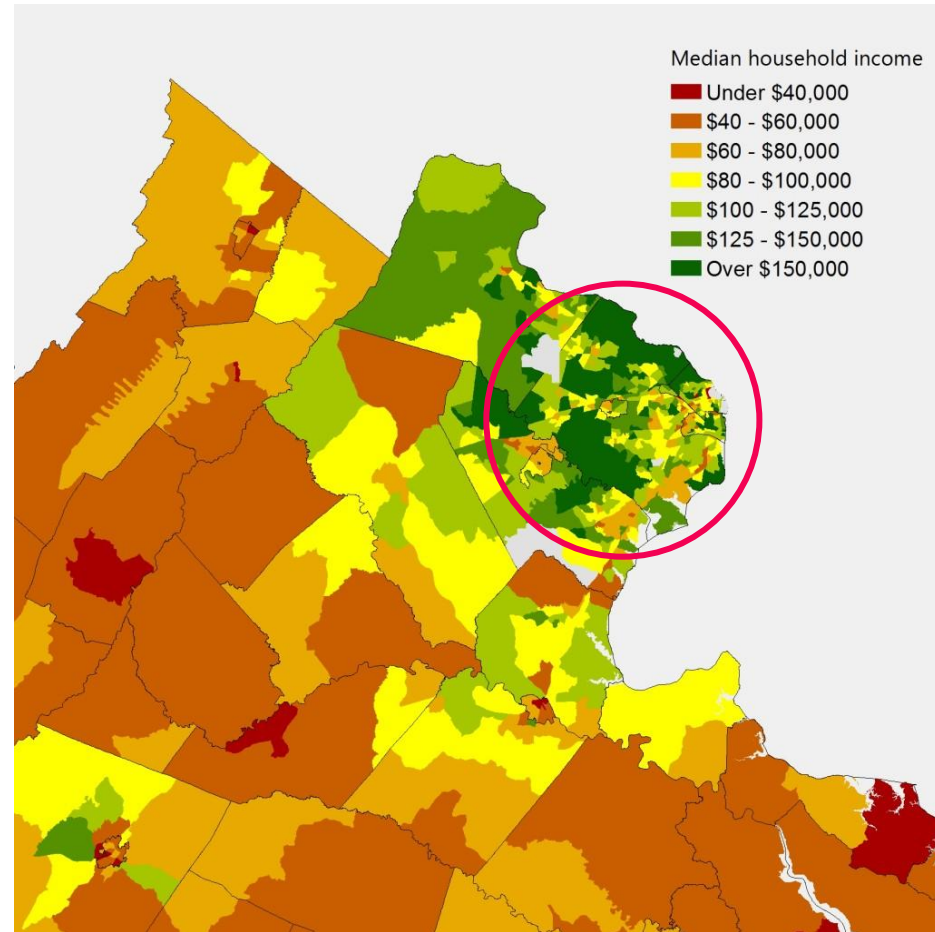 Median household income
Under $40,000
$40 - $60,000
$60 - $80,000
$80 - $100,000
$100 - $125,000
$125 - $150,000
Over $150,000